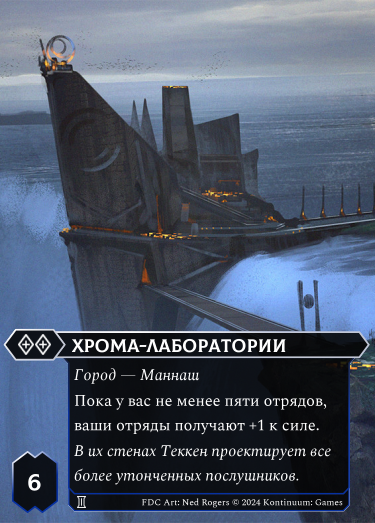 ХРОМА-ЛАБОРАТОРИИ
Город — Маннаш
Пока у вас не менее пяти отрядов,
ваши отряды получают +1 к силе.
В их стенах Теккен проектирует все
более утонченных послушников.
6
FDC Art: Ned Rogers © 2024 Kontinuum: Games